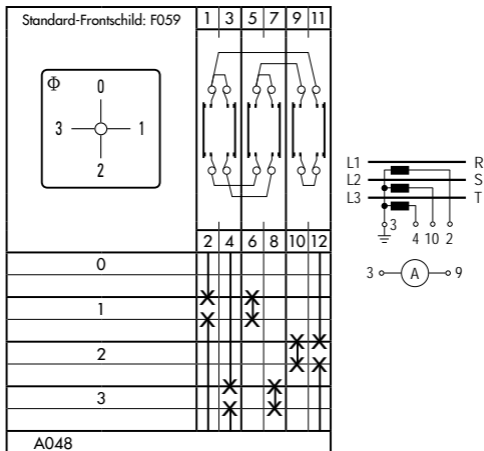 Standard-Frontschild: F059 1 3 5 7 9 11
Φ 0
3 1
2
2 4 6 8 10 12
0
1
2
3
A048
L1 R
L2 S
L3 T
3 4 10 2
3 A 9